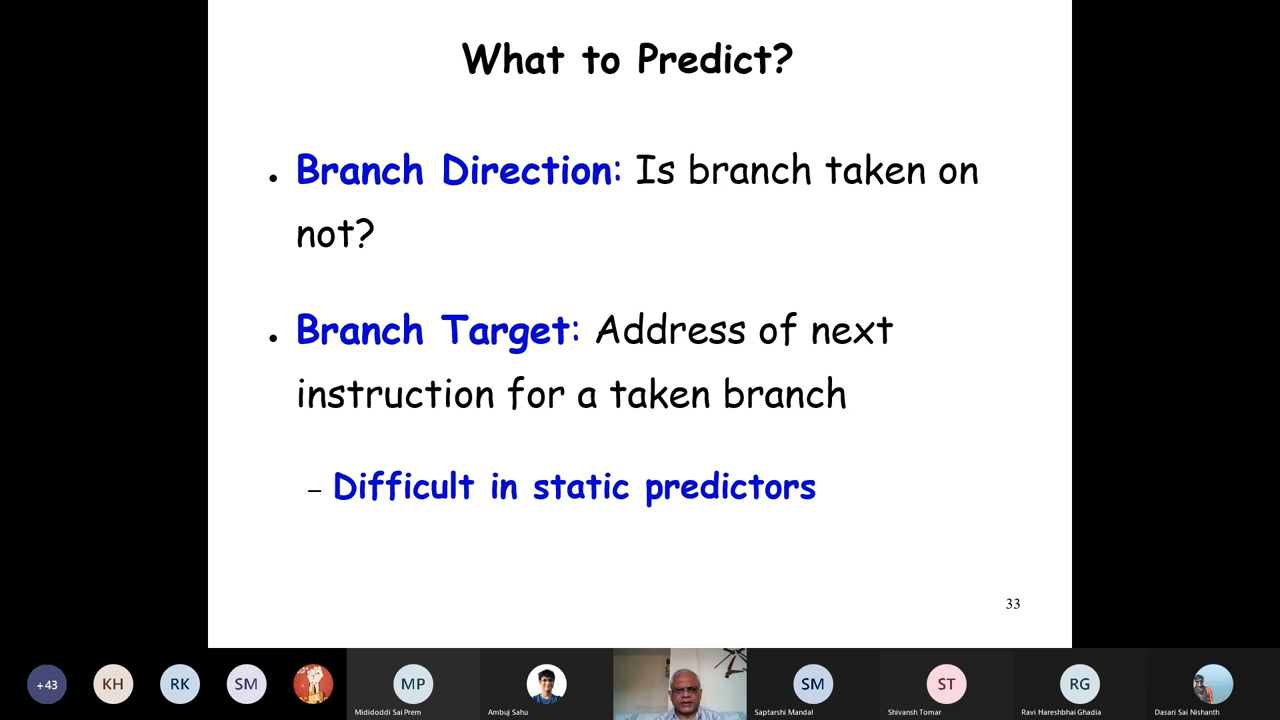 What to Predict?
• Branch Direction: Is branch taken on
not?
• Branch Target: Address of next
instruction for a taken branch
– Difficult in static predictors
33
+43
KH
RK
SM
MP
SM
ST
RG
Mididoddi Sai Prem
Ambuj Sahu
Saptarshi Mandal
Shivansh Tomar
Ravi Hareshbhai Ghadia
Dasari Sai Nishanth